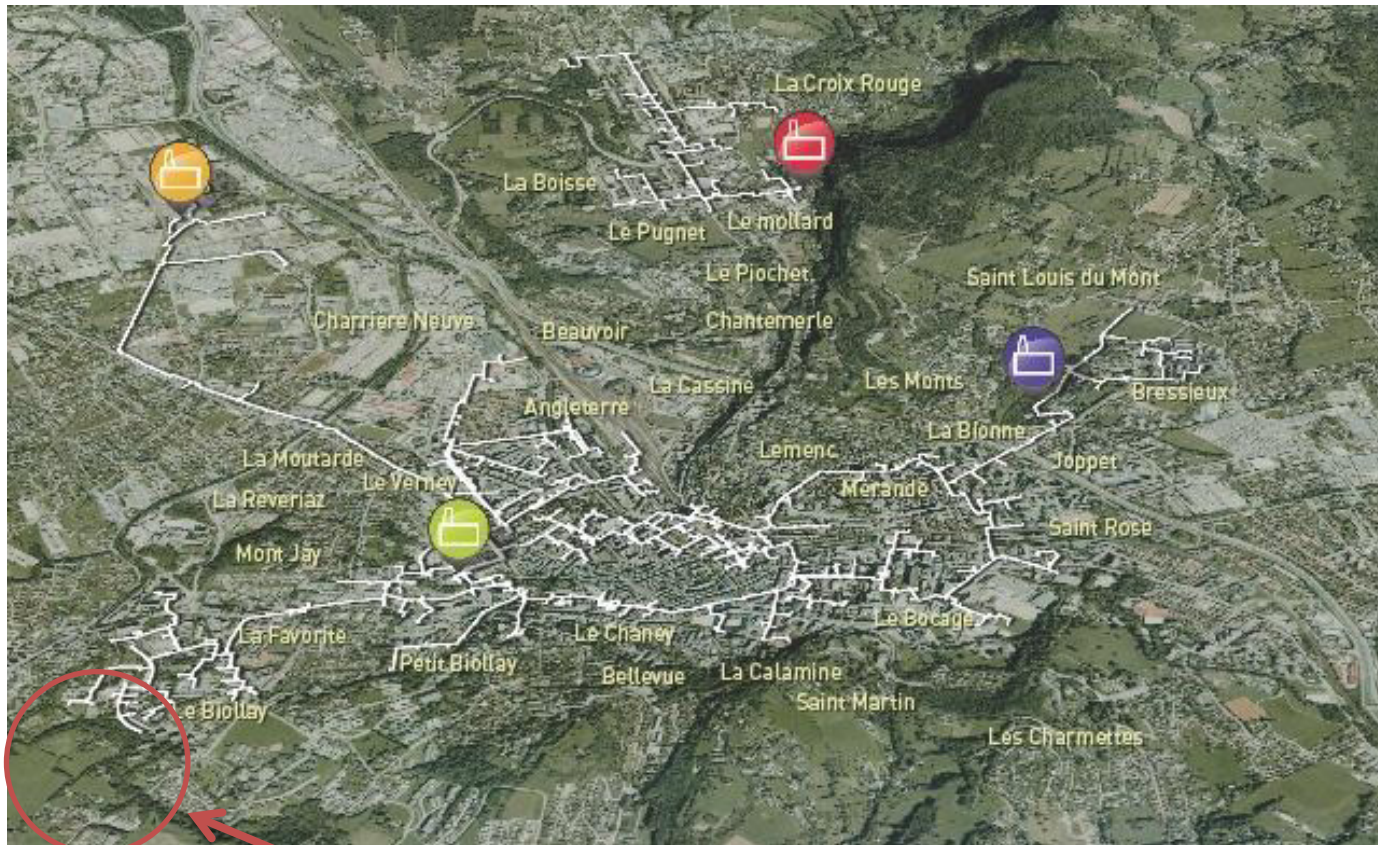 La Croix Rouge
La Boisse
Le Pugnet
Le mollard
Le Piochet
Saint Louis du Mont
Charrière Neuve
Beauvoir
Chantemerle
La Cassine
Les Monts
Bressieux
Angleterre
La Bionne
La Moutarde
Le Verney
Lemenc
Joppet
La Reveriaz
Mérande
Mont Jay
Saint Rose
La Favorite
Le Chaney
Le Bocage
Petit Biollay
Bellevue
La Calamine
Le Biollay
Saint Martin
Les Charmettes